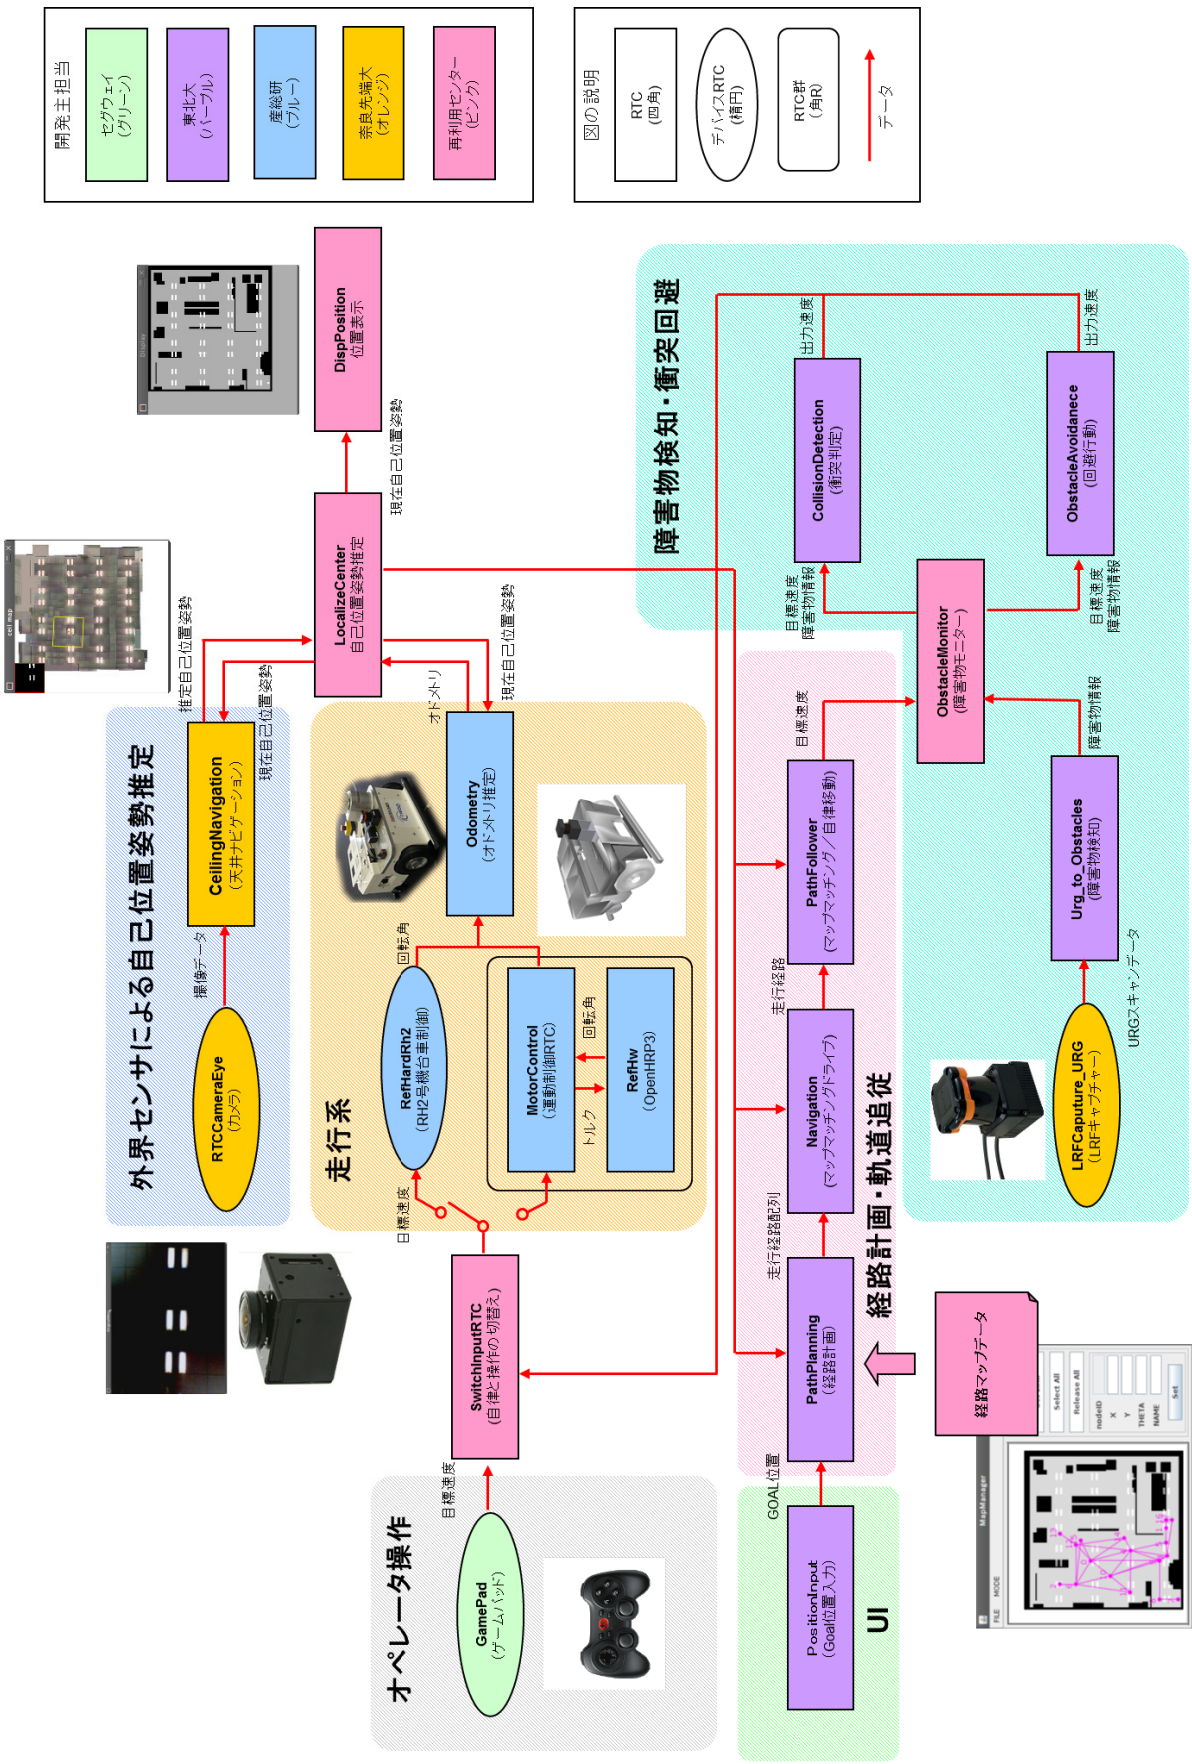 開発主担当
セグウェイ
(グリーン)
東北大
(パープル)
産総研
(ブルー)
奈良先端大
(オレンジ)
再利用センター
(ピンク)
図の説明
RTC
(四角)
デバイスRTC
(楕円)
RTC群
(角R)
データ
外界センサによる自己位置姿勢推定
RTCCameraEye
(カメラ)
撮像データ
CeilingNavigation
(天井ナビゲーション)
推定自己位置姿勢
現在自己位置姿勢
ceil map
Display
LocalizeCenter
自己位置姿勢推定
現在自己位置姿勢
DispPosition
位置表示
走行系
目標速度
RefHardRh2
(RH2号機台車制御)
回転角
MotorControl
(運動制御RTC)
トルク
回転角
RefHw
(OpenHRP3)
Odometry
(オドメトリ推定)
オドメトリ
現在自己位置姿勢
オペレータ操作
GamePad
(ゲームパッド)
目標速度
SwitchInputRTC
(自律と操作の切替え)
UI
PositionInput
(Goal位置入力)
GOAL位置
経路計画・軌道追従
PathPlanning
(経路計画)
走行経路配列
Navigation
(マップマッチングドライブ)
走行経路
PathFollower
(マップマッチング/自律移動)
目標速度
障害物検知・衝突回避
LRFCaputure_URG
(LRFキャプチャー)
URGスキャンデータ
Urg_to_Obstacles
(障害物検知)
障害物情報
ObstacleMonitor
(障害物モニター)
目標速度
障害物情報
CollisionDetection
(衝突判定)
出力速度
目標速度
障害物情報
ObstacleAvoidanece
(回避行動)
出力速度
経路マップデータ
MapManager
FILE MODE
Select All
Release All
nodeID
X
Y
THETA
NAME
Set